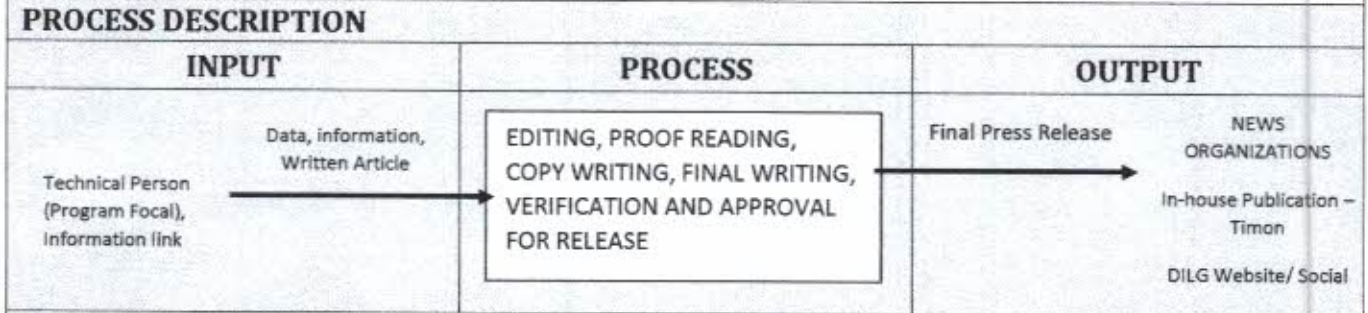 PROCESS DESCRIPTION
INPUT
PROCESS
OUTPUT
Data, information,
Written Article
Technical Person
(Program Focal),
Information link
EDITING, PROOF READING,
COPY WRITING, FINAL WRITING,
VERIFICATION AND APPROVAL
FOR RELEASE
Final Press Release
NEWS
ORGANIZATIONS
In-house Publication –
Timon
DILG Website/ Social